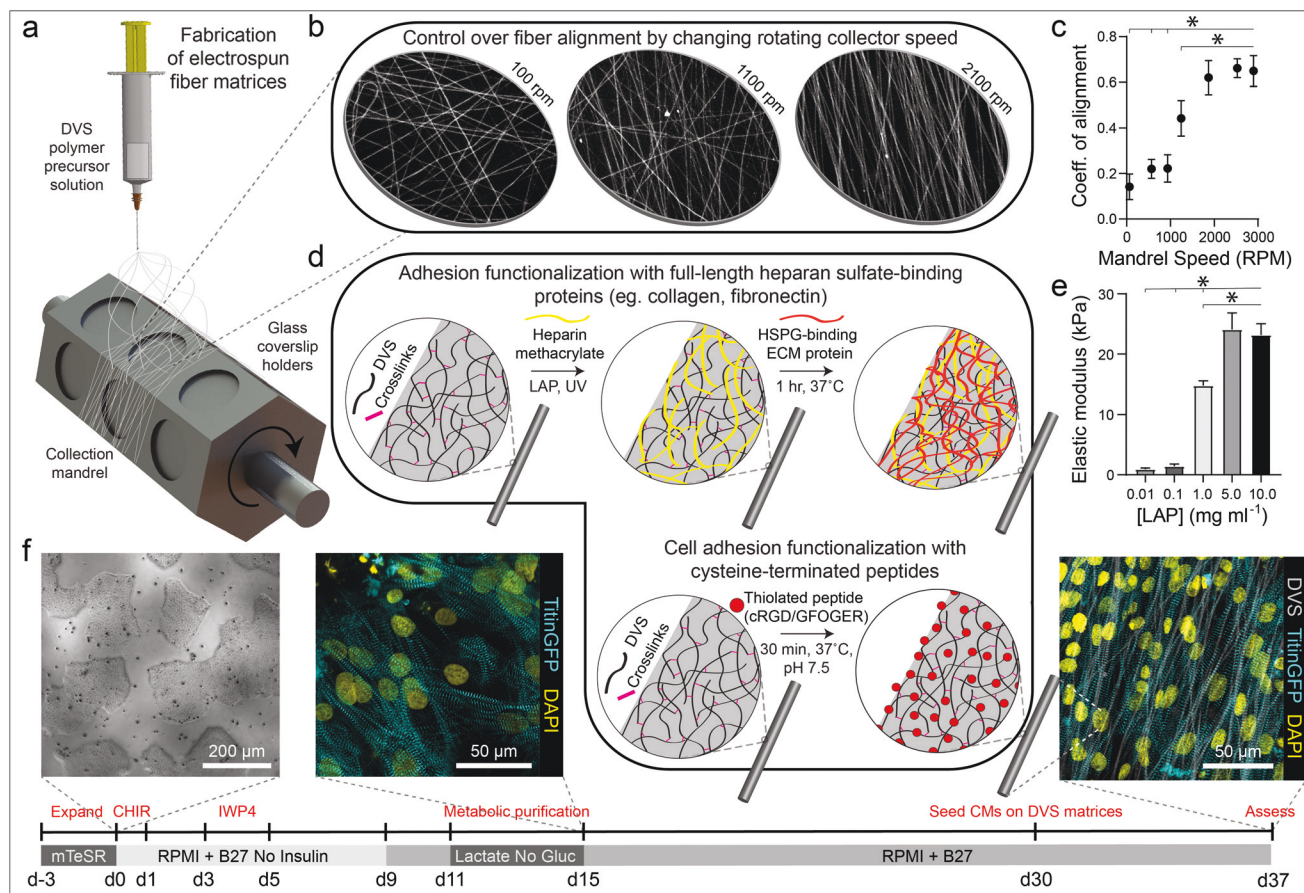 a
Fabrication
of electrospun
fiber matrices
DVS
polymer
precursor
solution
Glass
coverslip
holders
Collection
mandrel
b
Control over fiber alignment by changing rotating collector speed
100 rpm
1100 rpm
2100 rpm
c
*
*
Coeff. of alignment
0.8
0.6
0.4
0.2
0.0
0 1000 2000 3000
Mandrel Speed (RPM)
d
Adhesion functionalization with full-length heparan sulfate-binding
proteins (eg. collagen, fibronectin)
DVS
Crosslinks
Heparin
methacrylate
LAP, UV
HSPG-binding
ECM protein
1 hr, 37°C
Cell adhesion functionalization with
cysteine-terminated peptides
DVS
Crosslinks
Thiolated peptide
(cRGD/GFOGER)
30 min, 37°C,
pH 7.5
e
*
*
Elastic modulus (kPa)
30
20
10
0
0.01 0.1 1.0 5.0 10.0
[LAP] (mg ml⁻¹)
f
200 µm
50 µm
TitinGFP DAPI
50 µm
DVS TitinGFP DAPI
Expand CHIR IWP4 Metabolic purification Seed CMs on DVS matrices Assess
mTeSR RPMI + B27 No Insulin Lactate No Gluc RPMI + B27
d-3 d0 d1 d3 d5 d9 d11 d15 d30 d37